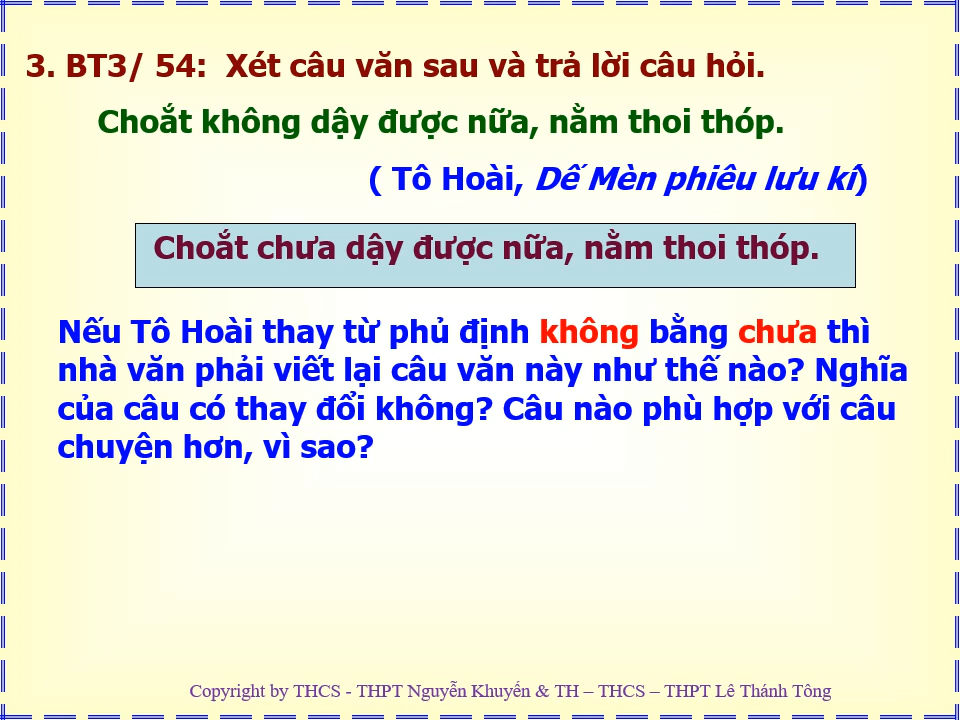 3. BT3/ 54:  Xét câu văn sau và trả lời câu hỏi.
Choắt không dậy được nữa, nằm thoi thóp.
( Tô Hoài, Dế Mèn phiêu lưu kí)
Choắt chưa dậy được nữa, nằm thoi thóp.
Nếu Tô Hoài thay từ phủ định không bằng chưa thì
nhà văn phải viết lại câu văn này như thế nào? Nghĩa
của câu có thay đổi không? Câu nào phù hợp với câu
chuyện hơn, vì sao?
Copyright by THCS - THPT Nguyễn Khuyến & TH – THCS – THPT Lê Thánh Tông